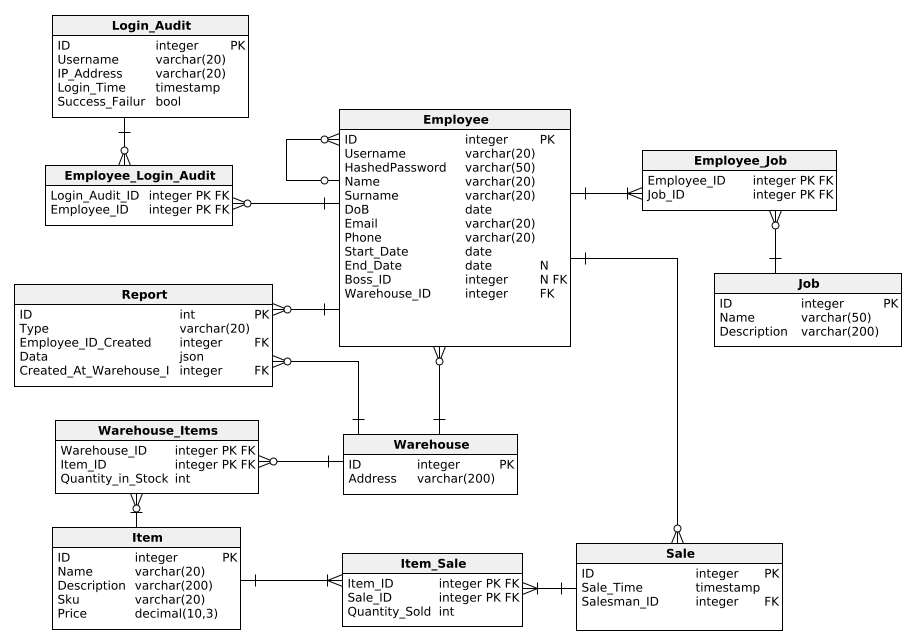 Login_Audit
ID integer PK
Username varchar(20)
IP_Address varchar(20)
Login_Time timestamp
Success_Failur bool
Employee_Login_Audit
Login_Audit_ID integer PK FK
Employee_ID integer PK FK
Employee
ID integer PK
Username varchar(20)
HashedPassword varchar(50)
Name varchar(20)
Surname varchar(20)
DoB date
Email varchar(20)
Phone varchar(20)
Start_Date date
End_Date date N
Boss_ID integer N FK
Warehouse_ID integer FK
Employee_Job
Employee_ID integer PK FK
Job_ID integer PK FK
Job
ID integer PK
Name varchar(50)
Description varchar(200)
Report
ID int PK
Type varchar(20)
Employee_ID_Created integer FK
Data json
Created_At_Warehouse_I integer FK
Warehouse_Items
Warehouse_ID integer PK FK
Item_ID integer PK FK
Quantity_in_Stock int
Warehouse
ID integer PK
Address varchar(200)
Item
ID integer PK
Name varchar(20)
Description varchar(200)
Sku varchar(20)
Price decimal(10,3)
Item_Sale
Item_ID integer PK FK
Sale_ID integer PK FK
Quantity_Sold int
Sale
ID integer PK
Sale_Time timestamp
Salesman_ID integer FK